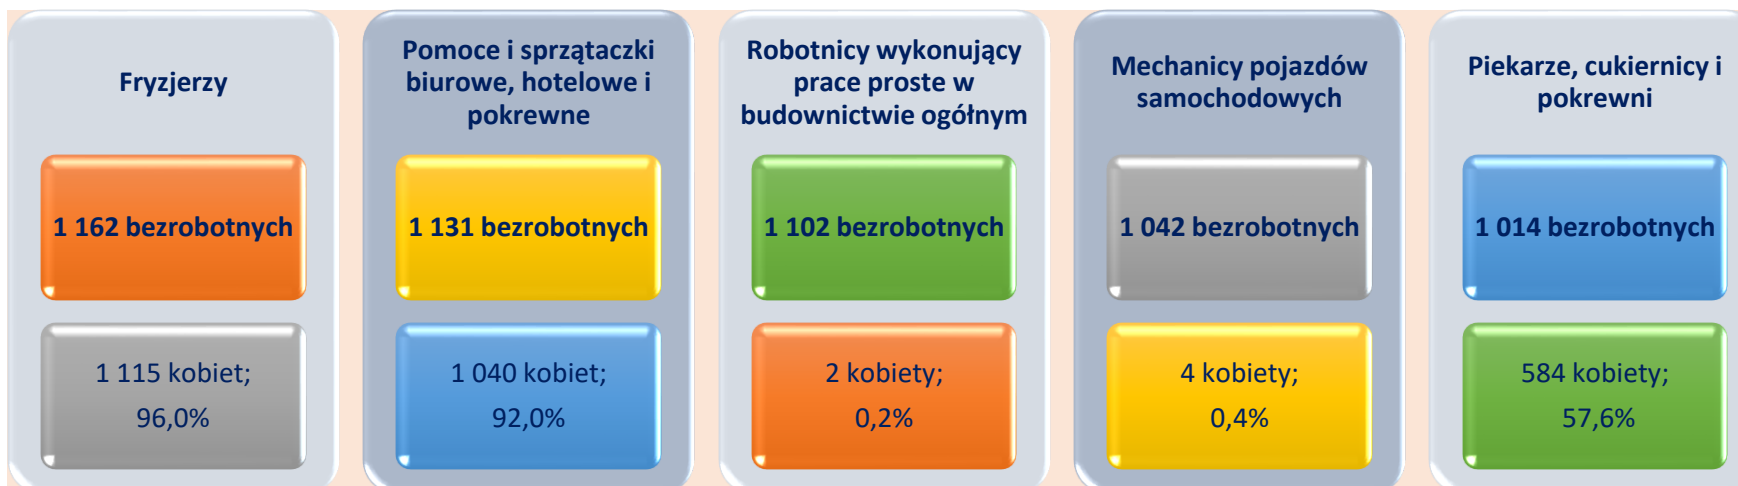 Fryzjerzy
1 162 bezrobotnych
1 115 kobiet;
96,0%
Pomoce i sprzątaczki
biurowe, hotelowe i
pokrewne
1 131 bezrobotnych
1 040 kobiet;
92,0%
Robotnicy wykonujący
prace proste w
budownictwie ogólnym
1 102 bezrobotnych
2 kobiety;
0,2%
Mechanicy pojazdów
samochodowych
1 042 bezrobotnych
4 kobiety;
0,4%
Piekarze, cukiernicy i
pokrewni
1 014 bezrobotnych
584 kobiety;
57,6%